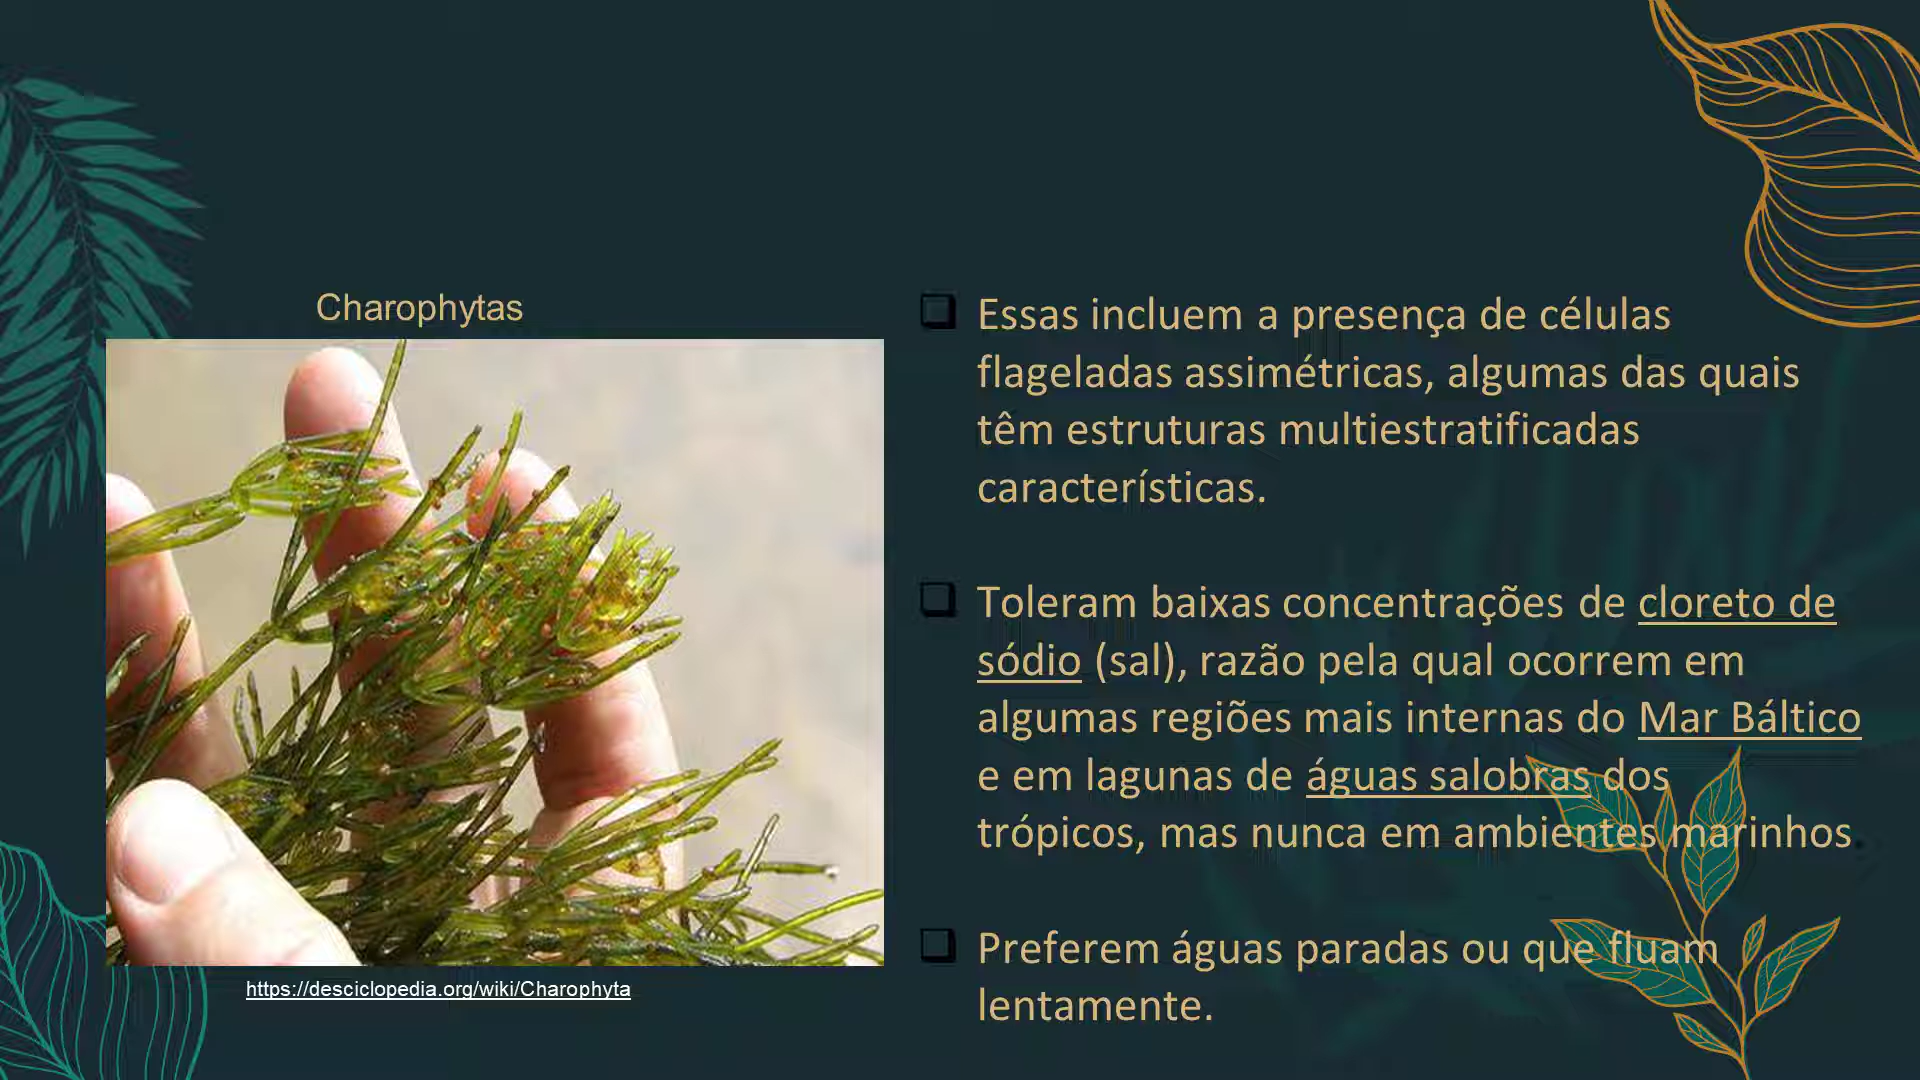 Charophytas
https://desciclopedia.org/wiki/Charophyta
Essas incluem a presença de células
flageladas assimétricas, algumas das quais
têm estruturas multiestratificadas
características.
Toleram baixas concentrações de cloreto de
sódio (sal), razão pela qual ocorrem em
algumas regiões mais internas do Mar Báltico
e em lagunas de águas salobras dos
trópicos, mas nunca em ambientes marinhos.
Preferem águas paradas ou que fluam
lentamente.